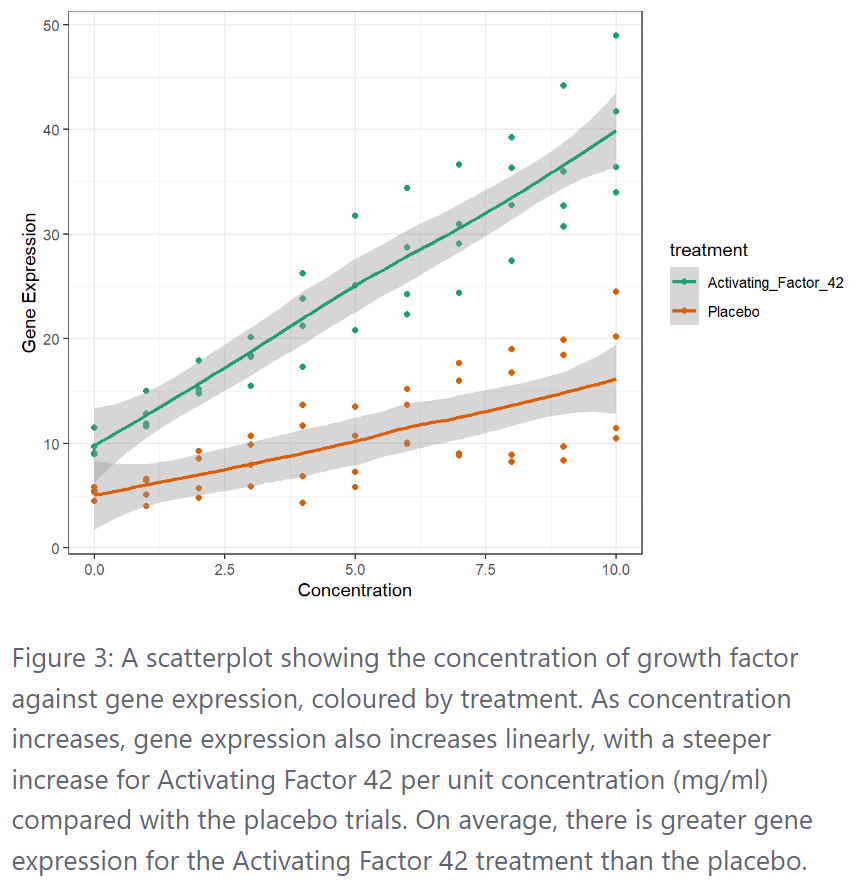 50
40
30
20
10
0
Gene Expression
0.0 2.5 5.0 7.5 10.0
Concentration
treatment
Activating_Factor_42
Placebo
Figure 3: A scatterplot showing the concentration of growth factor
against gene expression, coloured by treatment. As concentration
increases, gene expression also increases linearly, with a steeper
increase for Activating Factor 42 per unit concentration (mg/ml)
compared with the placebo trials. On average, there is greater gene
expression for the Activating Factor 42 treatment than the placebo.